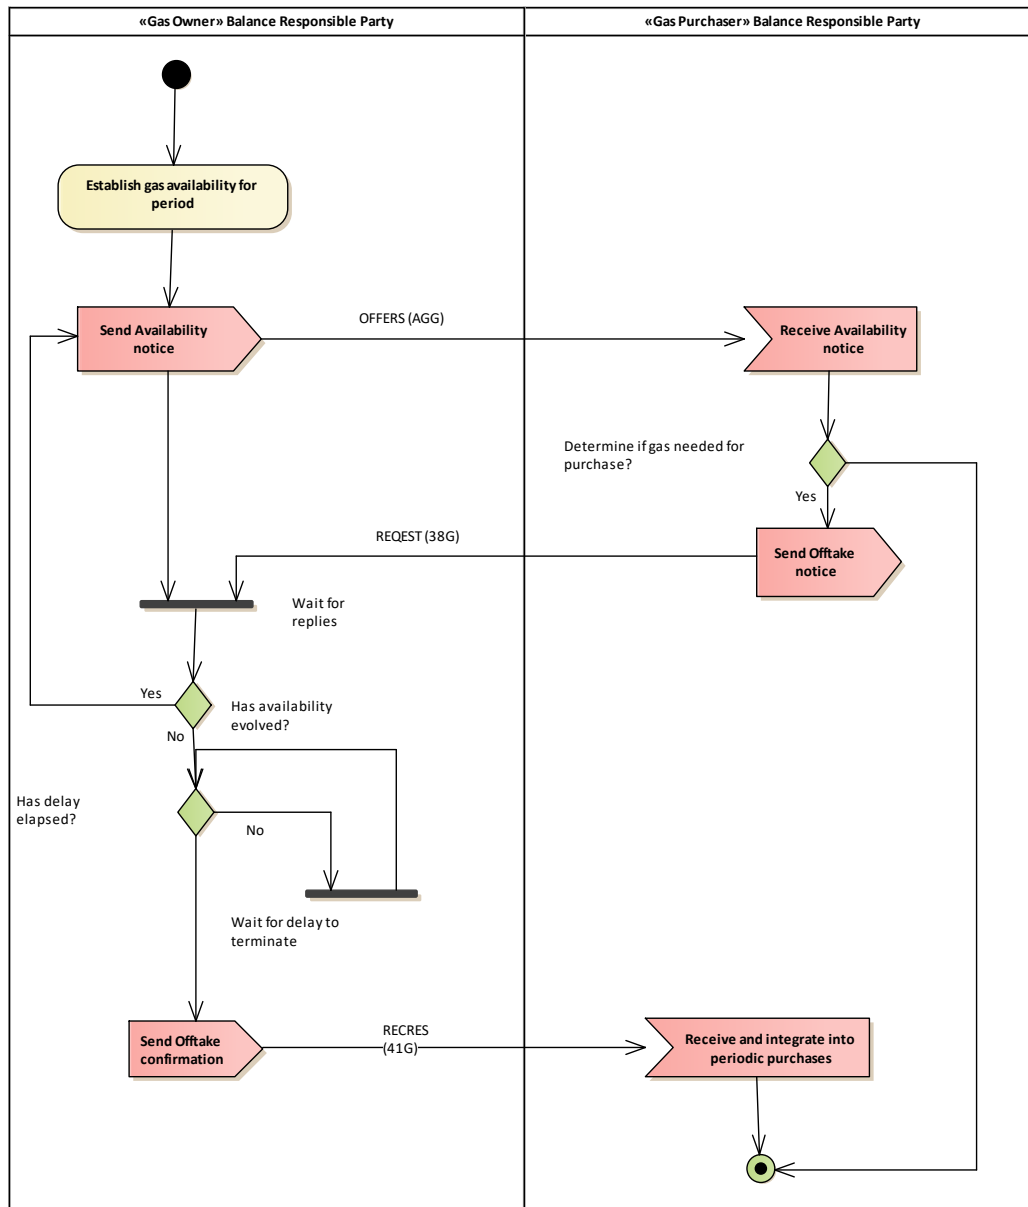 «Gas Owner» Balance Responsible Party
«Gas Purchaser» Balance Responsible Party
Establish gas availability for
period
Send Availability
notice
OFFERS (AGG)
Receive Availability
notice
Determine if gas needed for
purchase?
Yes
REQEST (38G)
Send Offtake
notice
Wait for
replies
Yes
Has availability
evolved?
No
Has delay
elapsed?
No
Wait for delay to
terminate
Send Offtake
confirmation
RECRES
(41G)
Receive and integrate into
periodic purchases